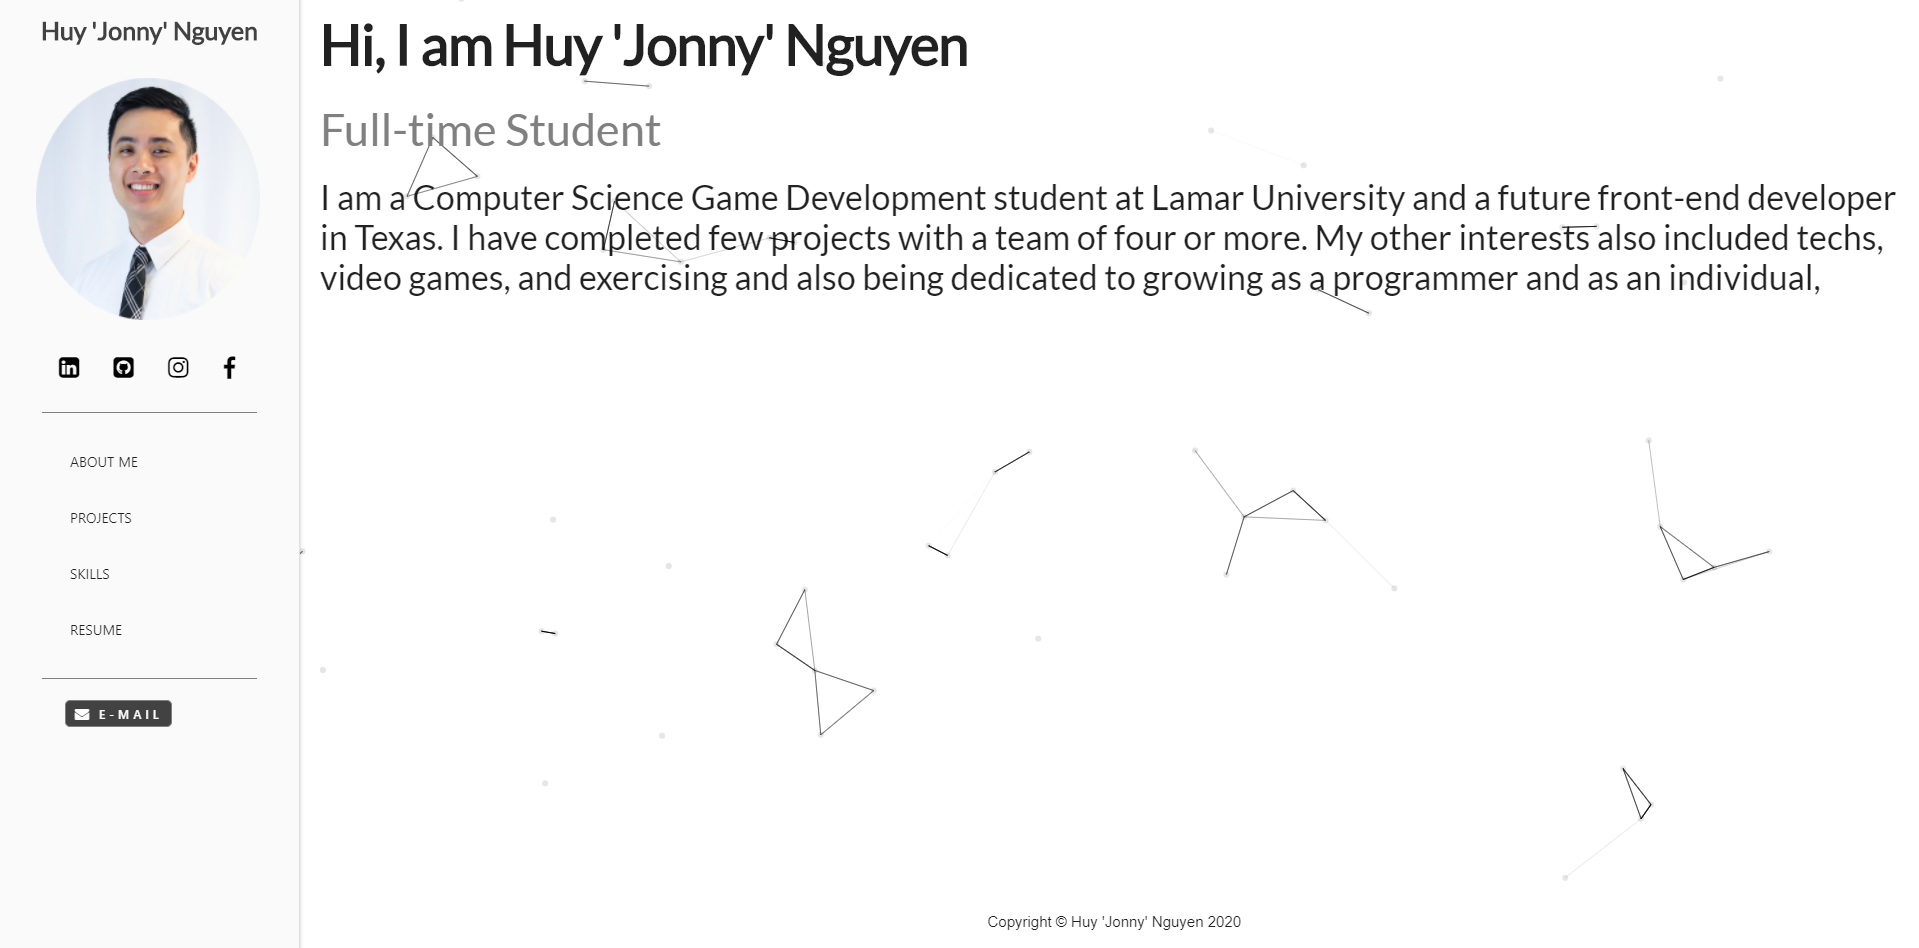 Huy 'Jonny' Nguyen
ABOUT ME
PROJECTS
SKILLS
RESUME
E-MAIL
Hi, I am Huy 'Jonny' Nguyen
Full-time Student
I am a Computer Science Game Development student at Lamar University and a future front-end developer
in Texas. I have completed few projects with a team of four or more. My other interests also included techs,
video games, and exercising and also being dedicated to growing as a programmer and as an individual,
Copyright © Huy 'Jonny' Nguyen 2020